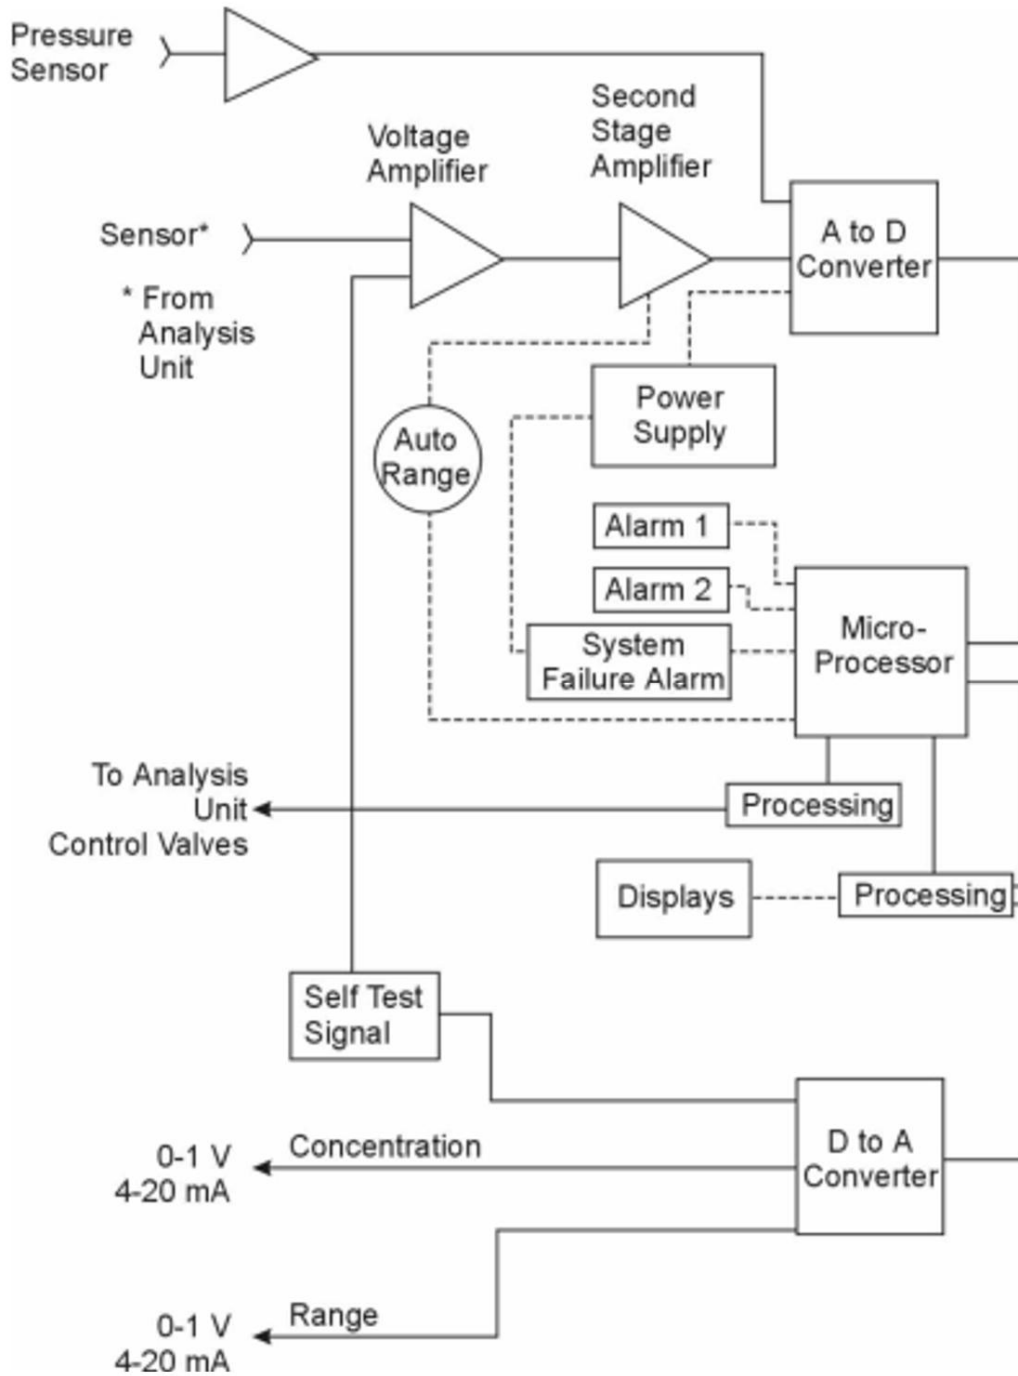 Pressure
Sensor
Second
Stage
Amplifier
Voltage
Amplifier
Sensor*
* From
Analysis
Unit
A to D
Converter
Power
Supply
Auto
Range
Alarm 1
Alarm 2
System
Failure Alarm
Micro-
Processor
To Analysis
Unit
Control Valves
Processing
Displays
Processing
Self Test
Signal
D to A
Converter
Concentration
0-1 V
4-20 mA
Range
0-1 V
4-20 mA